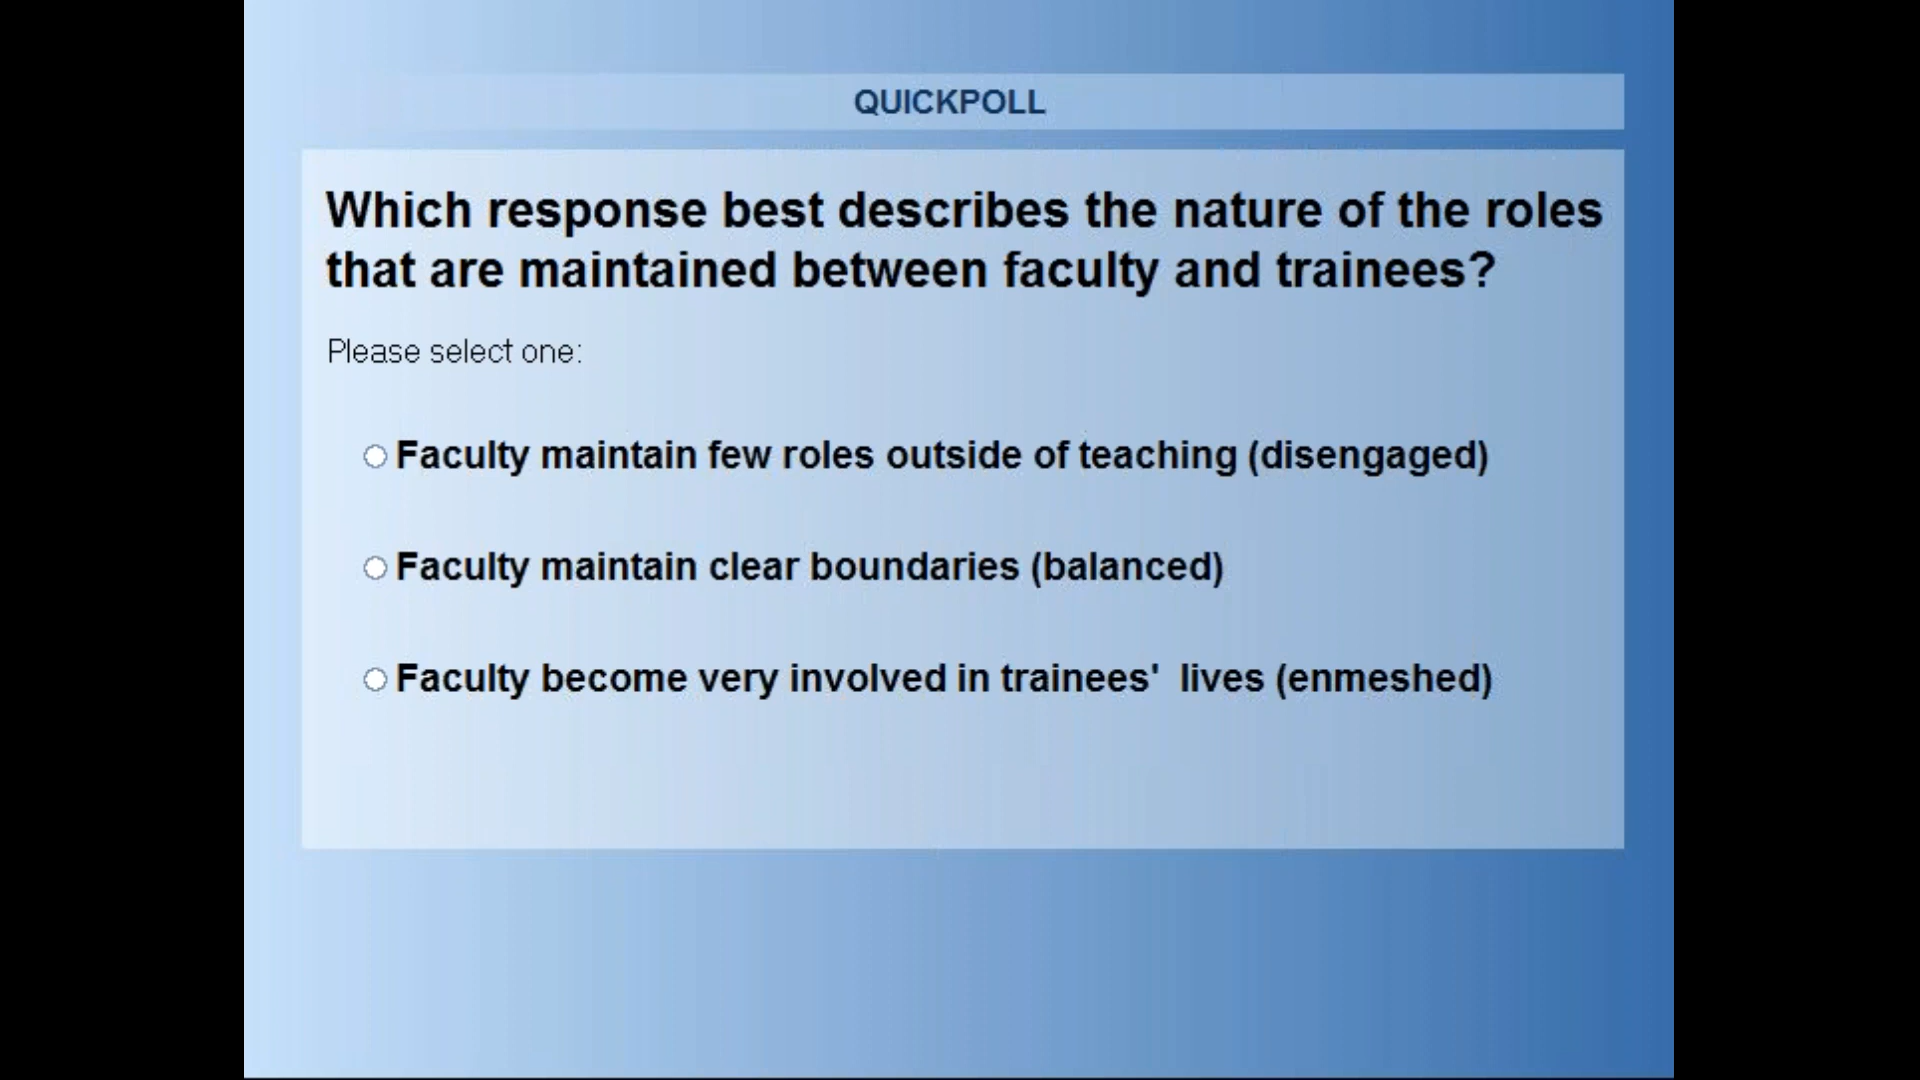 QUICKPOLL
Which response best describes the nature of the roles
that are maintained between faculty and trainees?
Please select one:
Faculty maintain few roles outside of teaching (disengaged)
Faculty maintain clear boundaries (balanced)
Faculty become very involved in trainees'  lives (enmeshed)